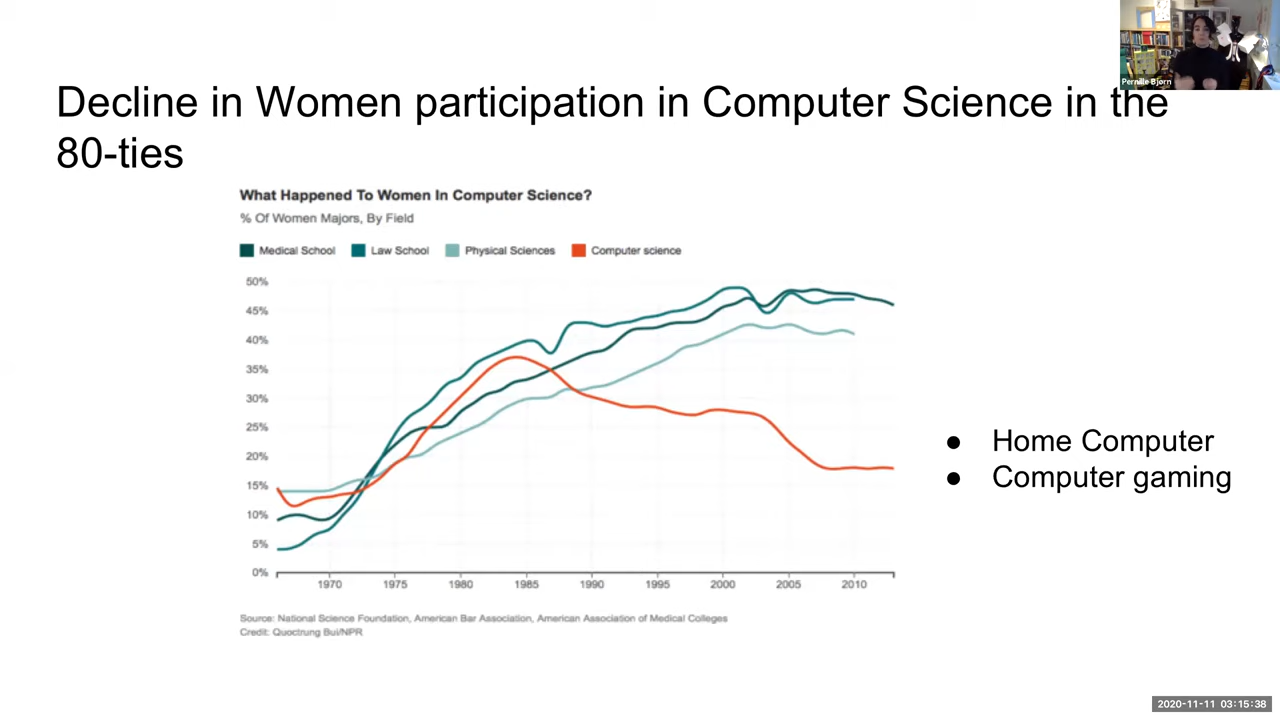 Pernille Bjørn
Decline in Women participation in Computer Science in the
80-ties
What Happened To Women In Computer Science?
% Of Women Majors, By Field
Medical School Law School Physical Sciences Computer science
50%
45%
40%
35%
30%
25%
20%
15%
10%
5%
0%
1970 1975 1980 1985 1990 1995 2000 2005 2010
Source: National Science Foundation, American Bar Association, American Association of Medical Colleges
Credit: Quoctrung Bui/NPR
● Home Computer
● Computer gaming
2020-11-11 03:15:38